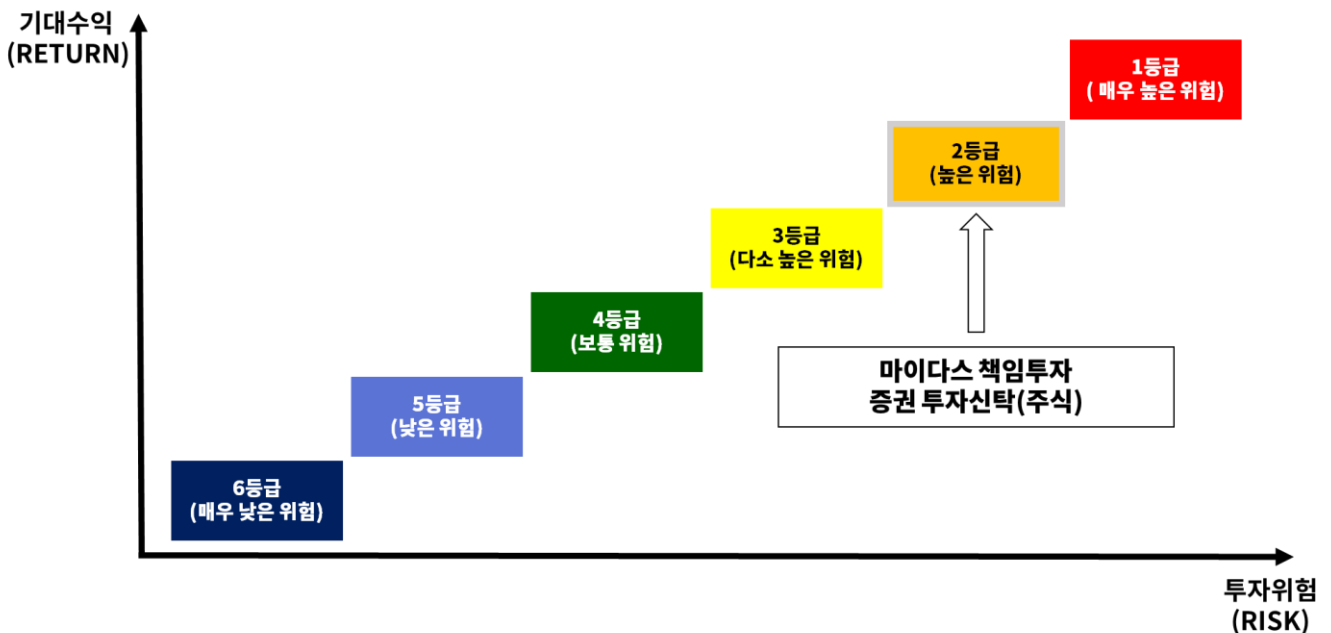 기대수익
(RETURN)
1등급
( 매우 높은 위험)
2등급
(높은 위험)
3등급
(다소 높은 위험)
4등급
(보통 위험)
마이다스 책임투자
증권 투자신탁(주식)
5등급
(낮은 위험)
6등급
(매우 낮은 위험)
투자위험
(RISK)